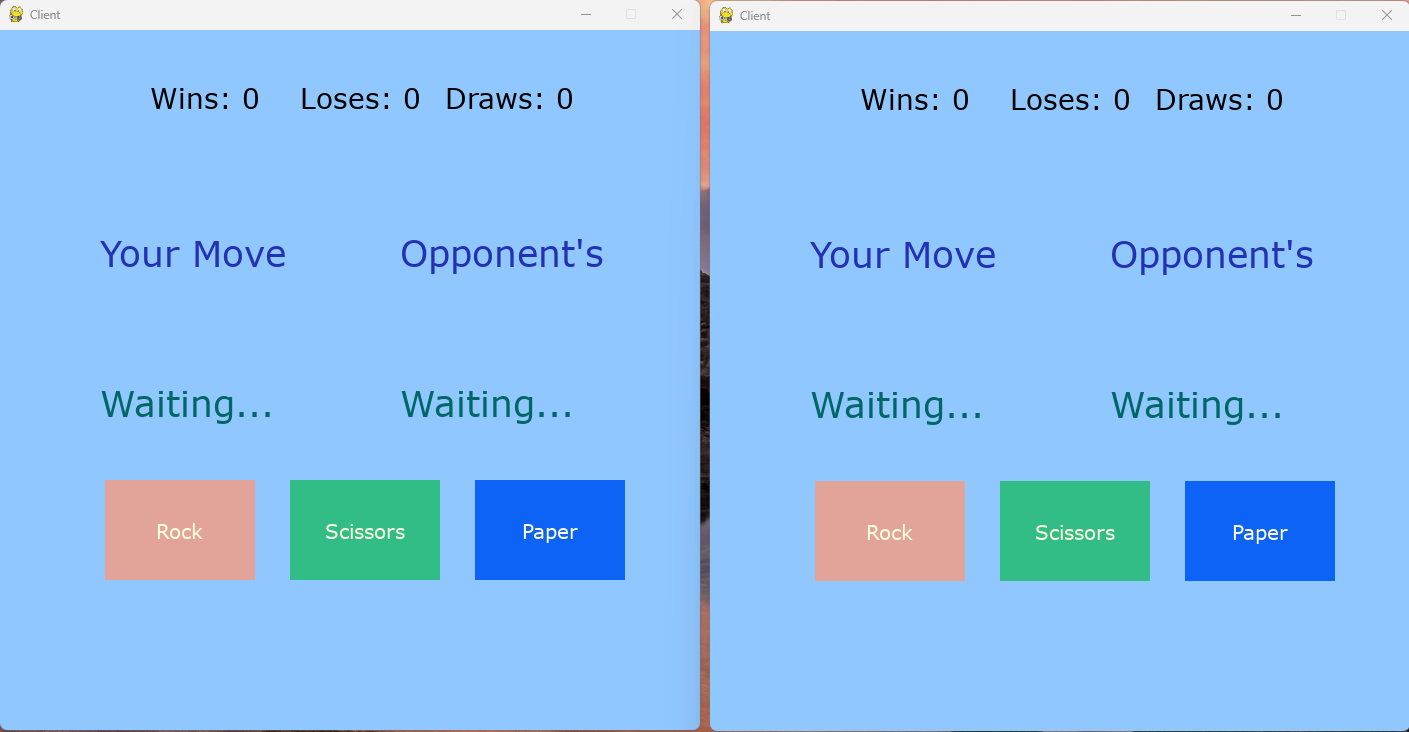 Client
Wins: 0 Loses: 0 Draws: 0
Your Move Opponent's
Waiting... Waiting...
Rock Scissors Paper
Client
Wins: 0 Loses: 0 Draws: 0
Your Move Opponent's
Waiting... Waiting...
Rock Scissors Paper